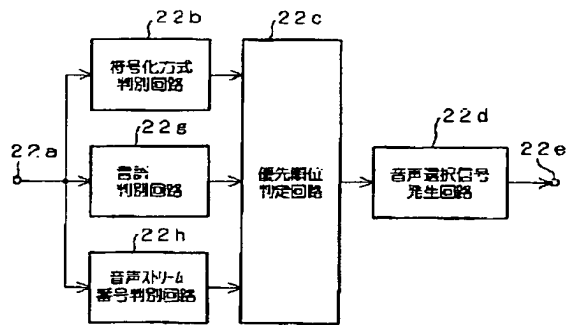 22b
22c
符号化方式
判別回路
22g
22d
22a
22e
言語
判別回路
優先順位
判定回路
音声選択信号
発生回路
22h
音声ストリーム
番号判別回路